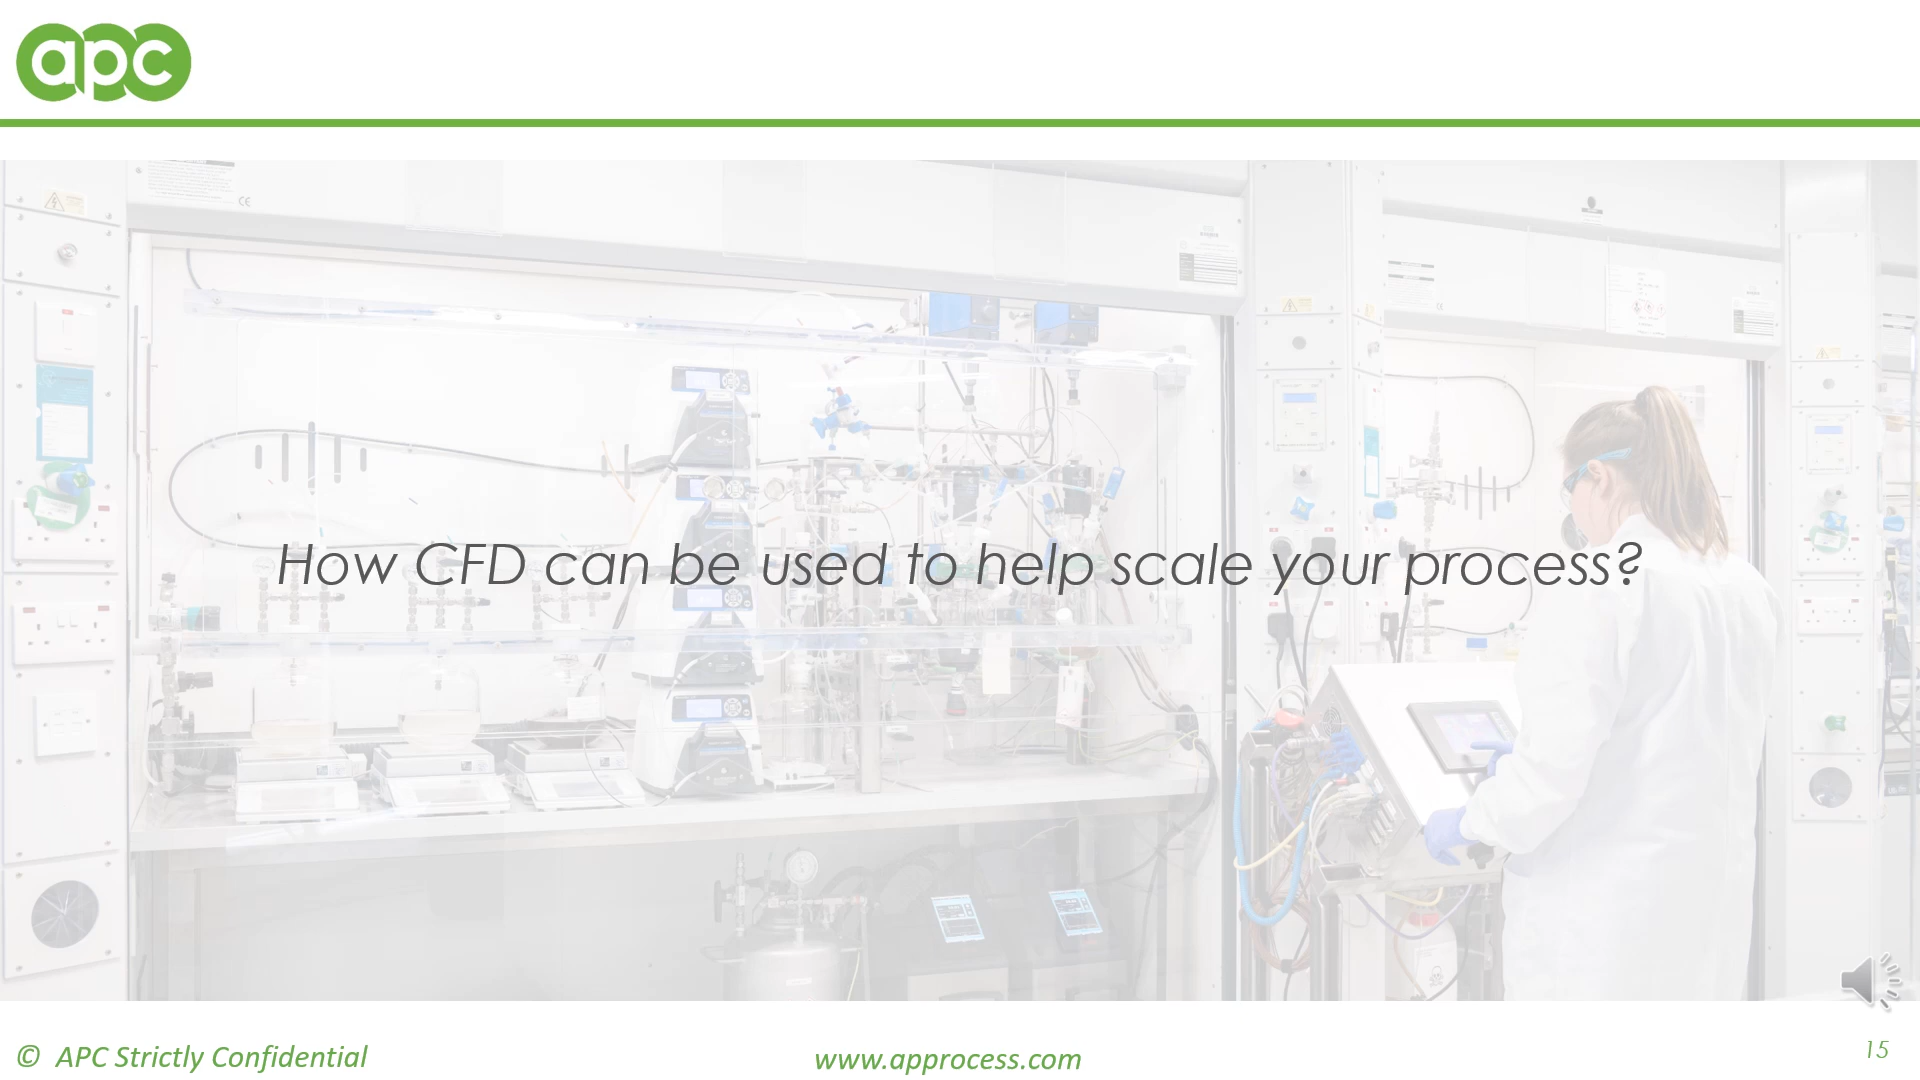 apc
How CFD can be used to help scale your process?
© APC Strictly Confidential
www.approcess.com
15